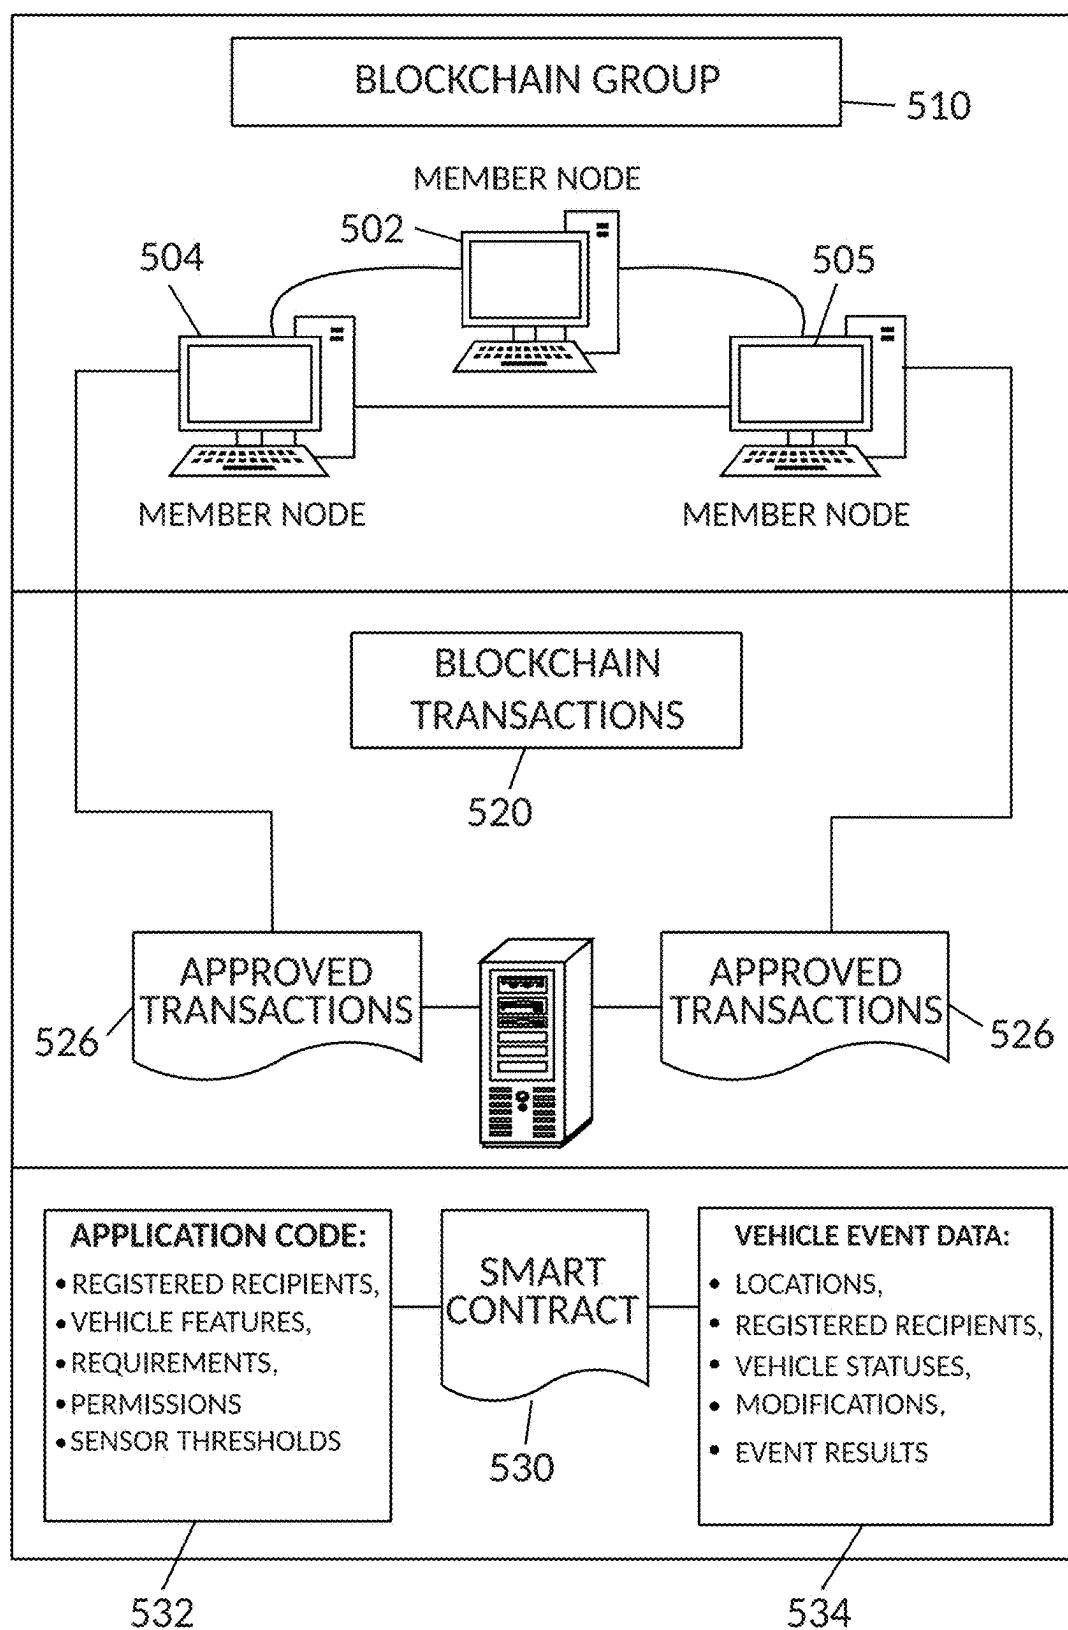 BLOCKCHAIN GROUP
510
MEMBER NODE
502
504
505
MEMBER NODE
MEMBER NODE
BLOCKCHAIN
TRANSACTIONS
520
APPROVED
TRANSACTIONS
526
APPROVED
TRANSACTIONS
526
APPLICATION CODE:
• REGISTERED RECIPIENTS,
• VEHICLE FEATURES,
• REQUIREMENTS,
• PERMISSIONS
• SENSOR THRESHOLDS
532
SMART
CONTRACT
530
VEHICLE EVENT DATA:
• LOCATIONS,
• REGISTERED RECIPIENTS,
• VEHICLE STATUSES,
• MODIFICATIONS,
• EVENT RESULTS
534